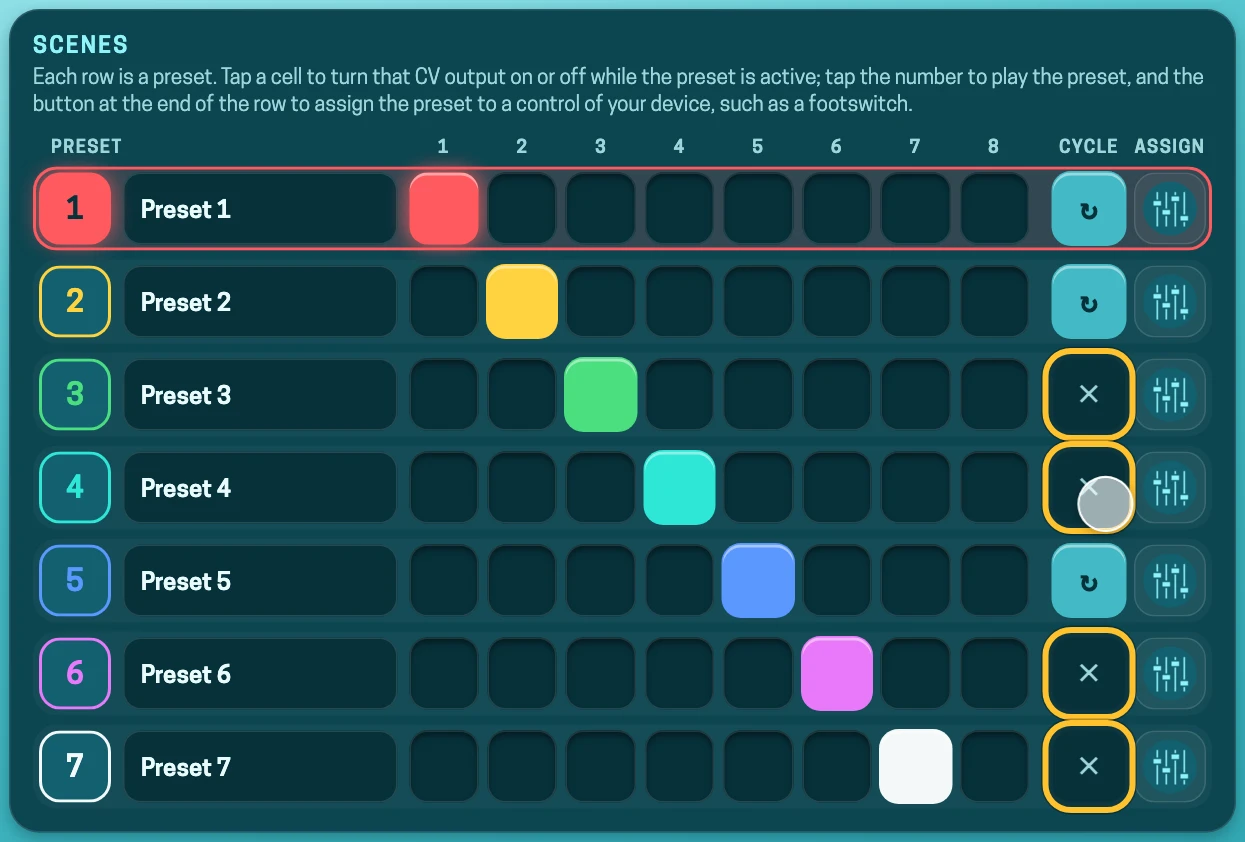 SCENES
Each row is a preset. Tap a cell to turn that CV output on or off while the preset is active; tap the number to play the preset, and the
button at the end of the row to assign the preset to a control of your device, such as a footswitch.
PRESET 1 2 3 4 5 6 7 8 CYCLE ASSIGN
1 Preset 1
2 Preset 2
3 Preset 3
4 Preset 4
5 Preset 5
6 Preset 6
7 Preset 7